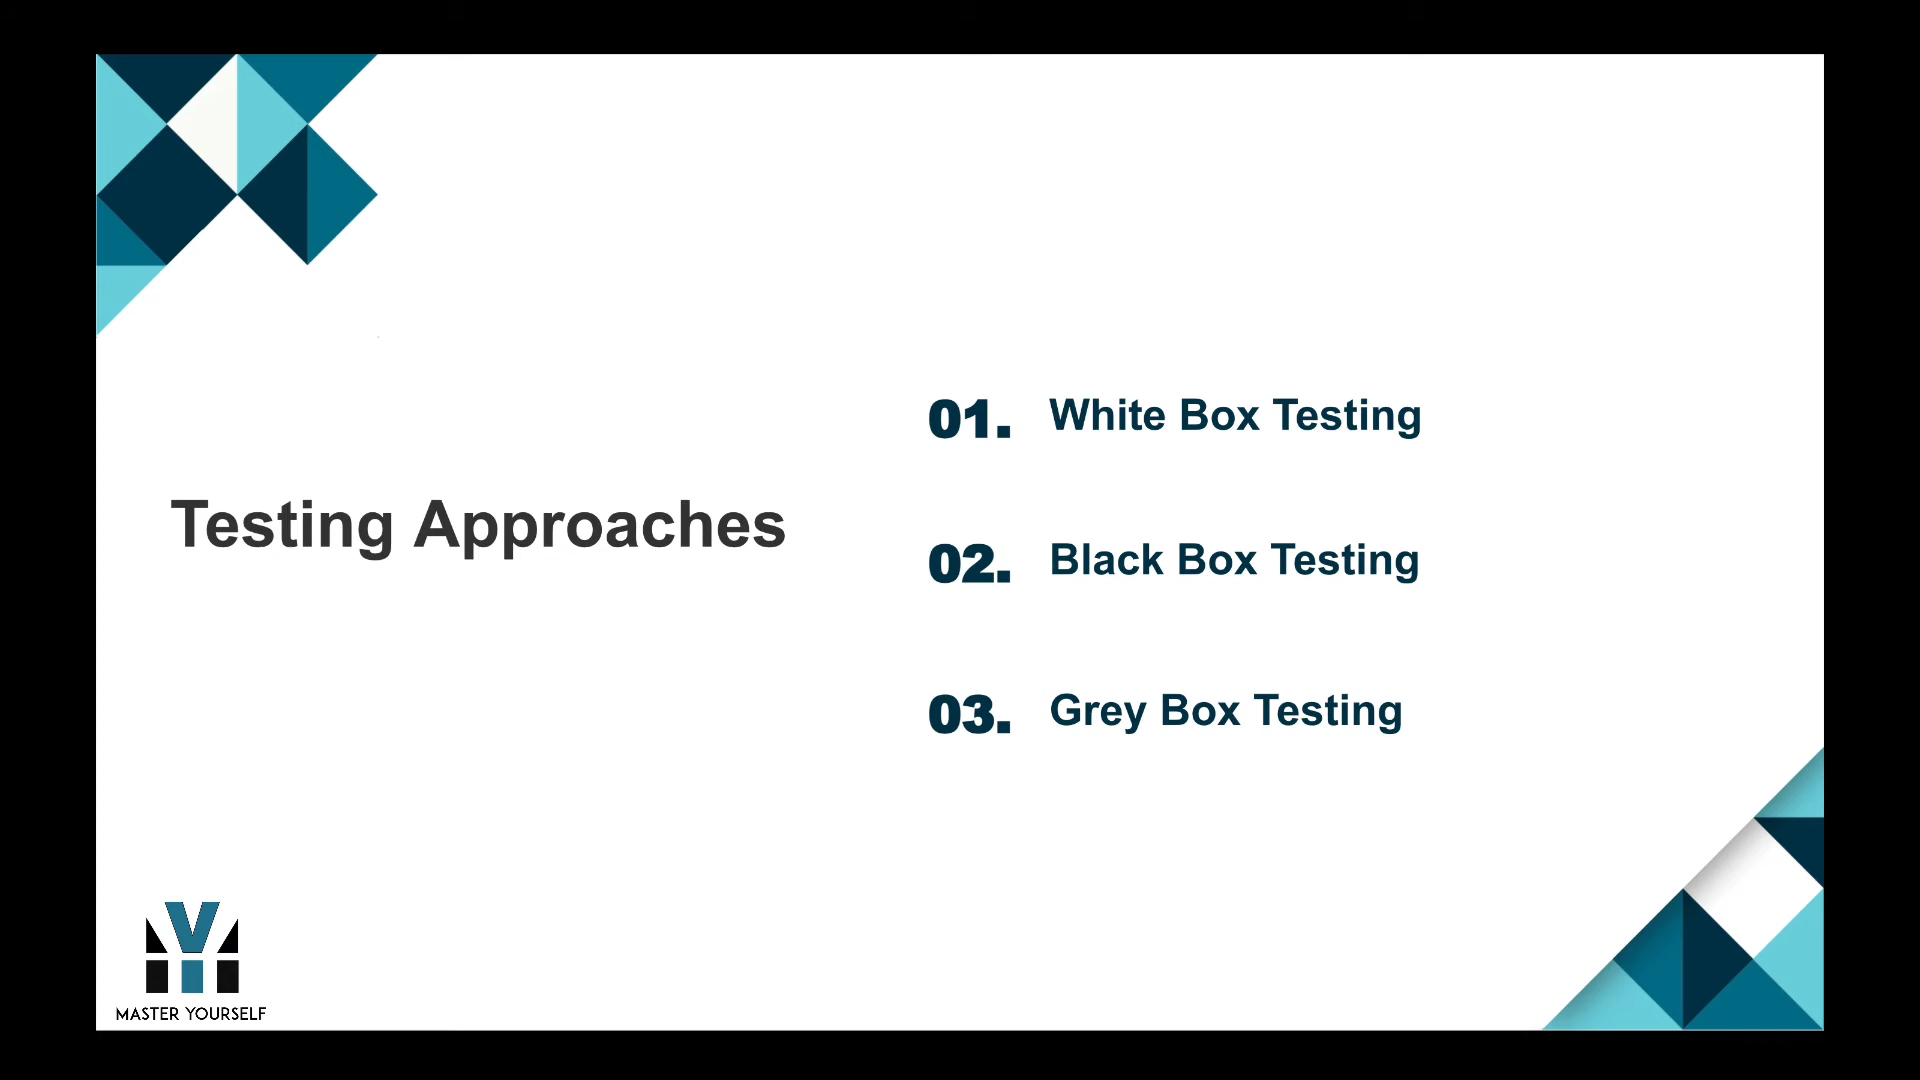 Testing Approaches
01. White Box Testing
02. Black Box Testing
03. Grey Box Testing
MASTER YOURSELF